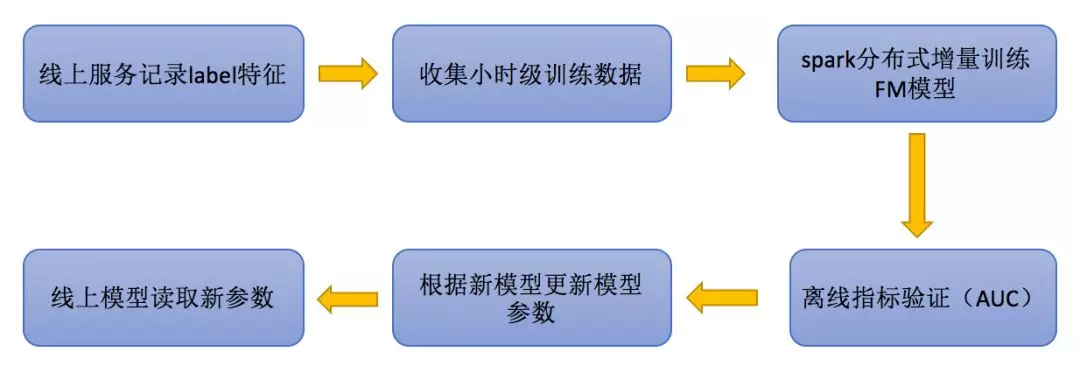 线上服务记录label特征
收集小时级训练数据
spark分布式增量训练
FM模型
离线指标验证（AUC）
根据新模型更新模型
参数
线上模型读取新参数